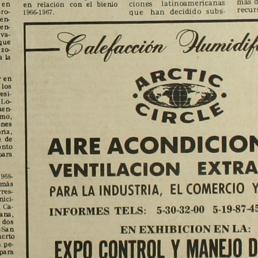 en relación con el bienio
1966-1967.
ciones latinoamericanas
que han decidido subs-
Calefacción Humidif
ARCTIC
CIRCLE
AIRE ACONDICION
VENTILACION EXTRA
PARA LA INDUSTRIA, EL COMERCIO Y
INFORMES TELS: 5-30-32-00 5-19-87-45
EN EXHIBICION EN LA:
EXPO CONTROL Y MANEJO D